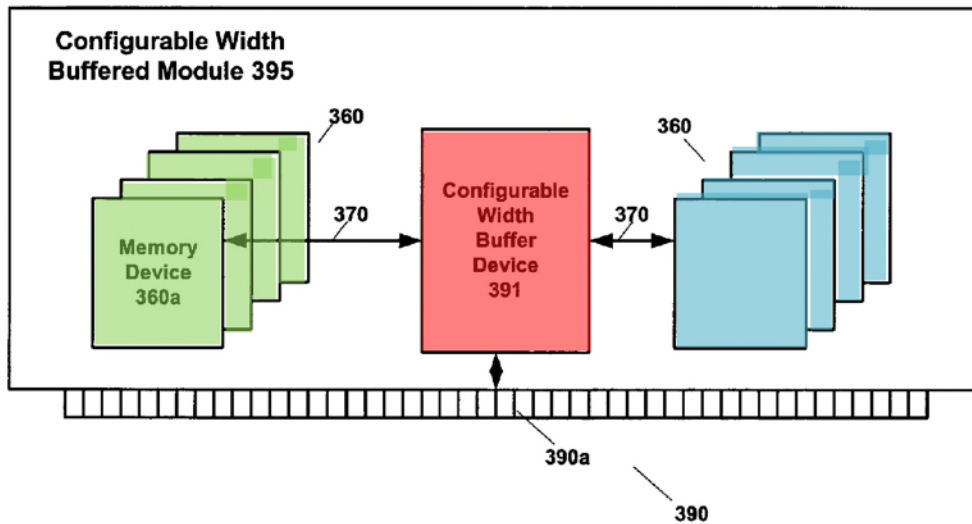 Configurable Width
Buffered Module 395
360
360
370
370
Memory
Device
360a
Configurable
Width
Buffer
Device
391
390a
390